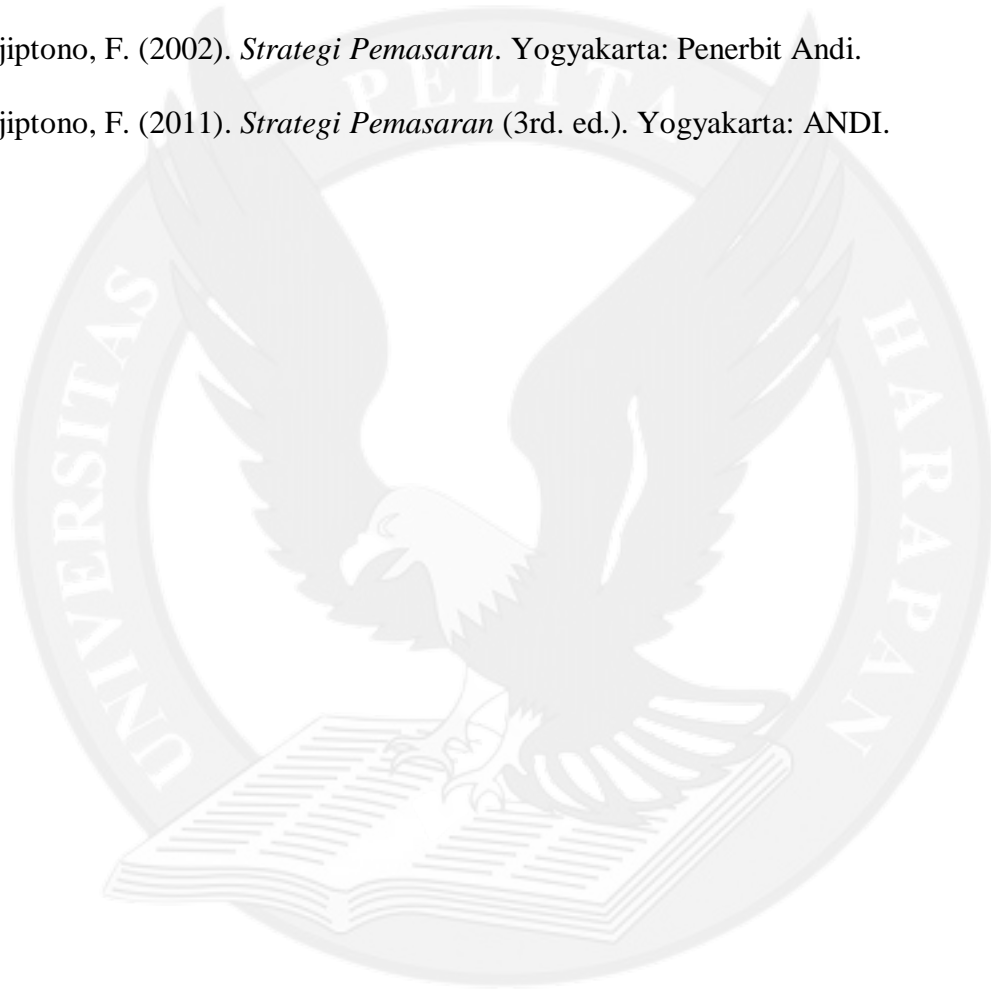 jiptono, F. (2002). Strategi Pemasaran. Yogyakarta: Penerbit Andi.
jiptono, F. (2011). Strategi Pemasaran (3rd. ed.). Yogyakarta: ANDI.
UNIVERSITAS PELITA HARAPAN